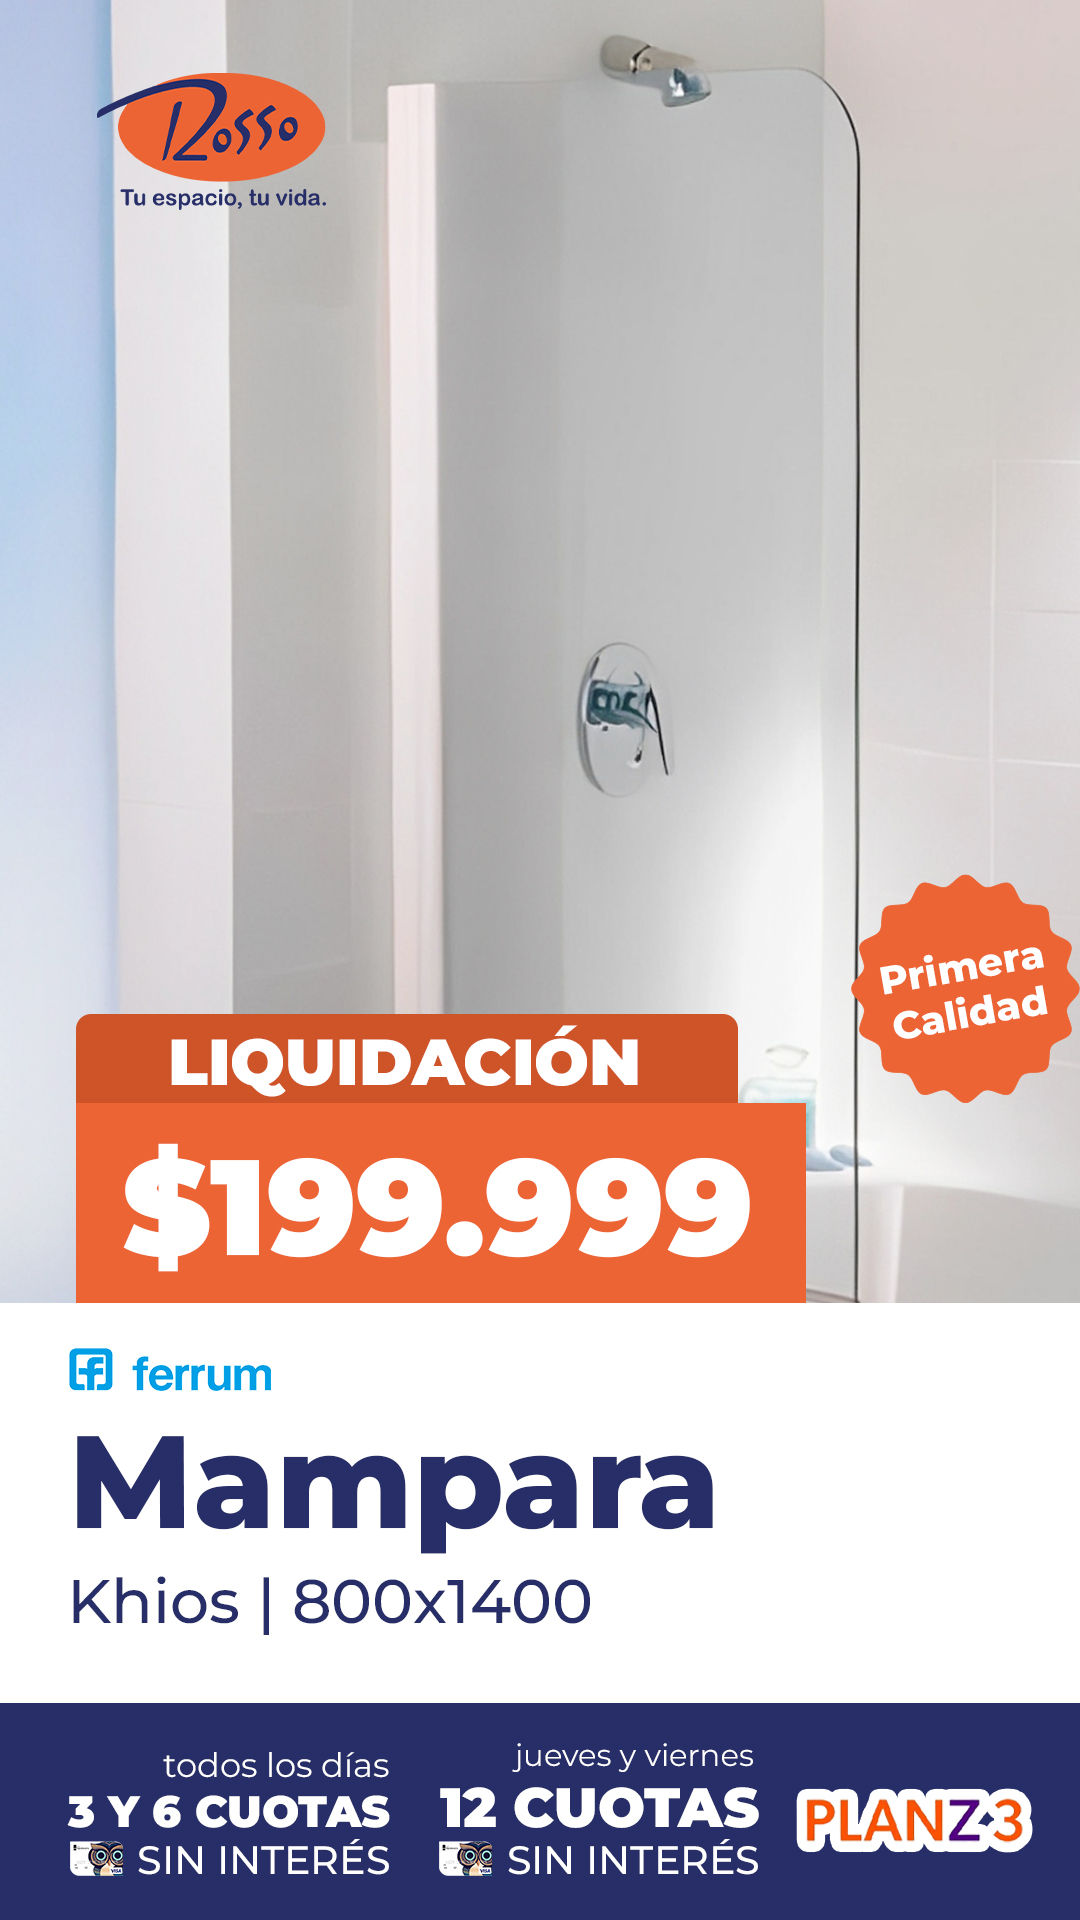 Rosso
Tu espacio, tu vida.
Primera
Calidad
LIQUIDACIÓN
$199.999
ferrum
Mampara
Khios | 800x1400
todos los días
3 Y 6 CUOTAS
SIN INTERÉS
jueves y viernes
12 CUOTAS
SIN INTERÉS
PLANZ3